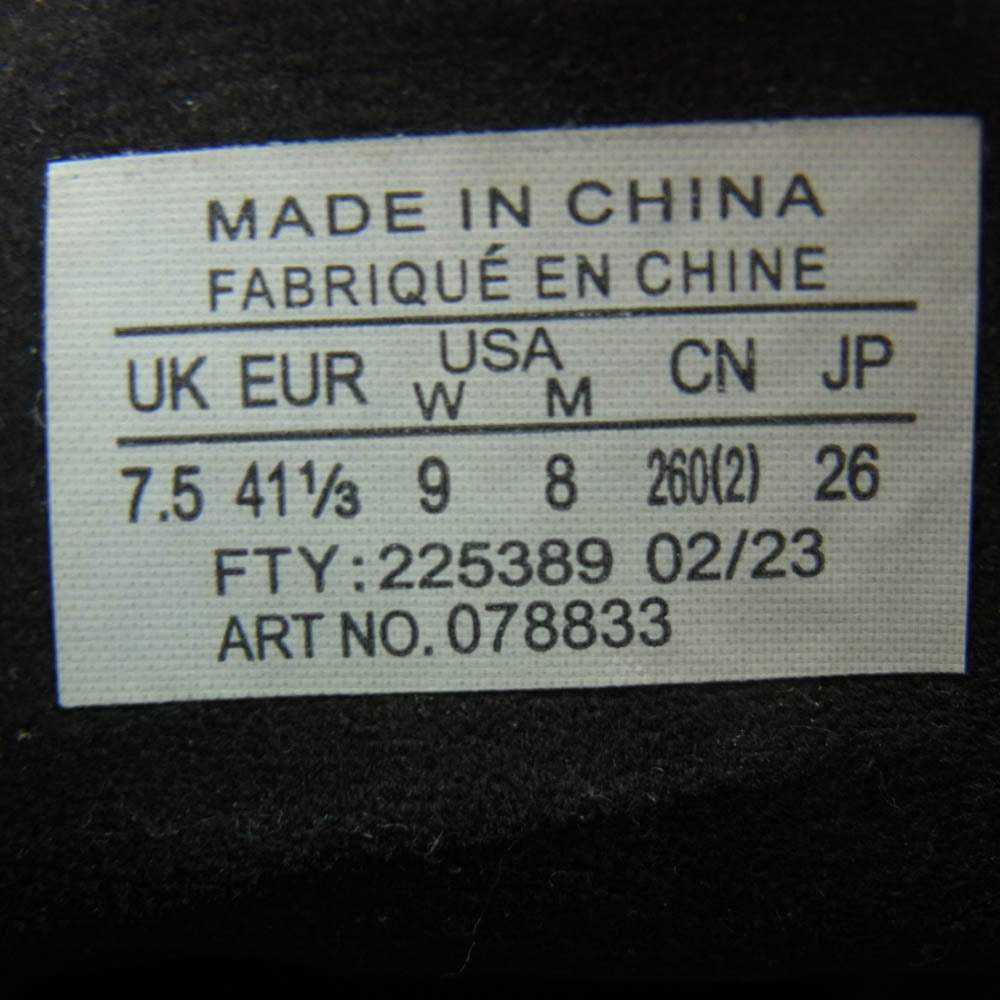 MADE IN CHINA
FABRIQUÉ EN CHINE
UK EUR USA W M CN JP
7.5 41⅓ 9 8 260(2) 26
FTY:225389 02/23
ART NO. 078833